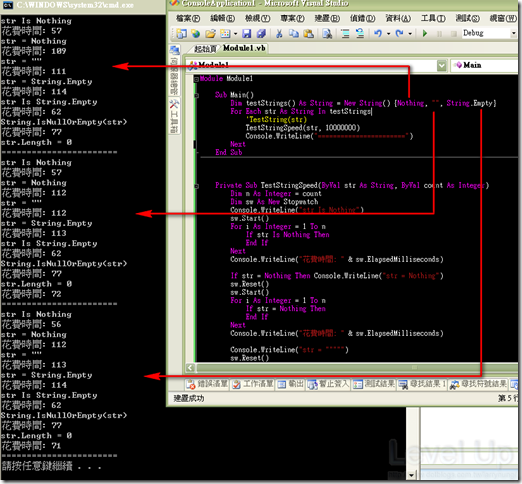 C:\WINDOWS\system32\cmd.exe
str Is Nothing
花費時間: 57
str = Nothing
花費時間: 109
str = ""
花費時間: 111
str = String.Empty
花費時間: 114
str Is String.Empty
花費時間: 62
String.IsNullOrEmpty(str)
花費時間: 77
str.Length = 0
========================
str Is Nothing
花費時間: 57
str = Nothing
花費時間: 112
str = ""
花費時間: 112
str = String.Empty
花費時間: 113
str Is String.Empty
花費時間: 62
String.IsNullOrEmpty(str)
花費時間: 77
str.Length = 0
花費時間: 72
========================
str Is Nothing
花費時間: 56
str = Nothing
花費時間: 112
str = ""
花費時間: 113
str = String.Empty
花費時間: 114
str Is String.Empty
花費時間: 62
String.IsNullOrEmpty(str)
花費時間: 77
str.Length = 0
花費時間: 71
========================
請按任意鍵繼續 . . .
ConsoleApplication1 - Microsoft Visual Studio
檔案(F) 編輯(E) 檢視(V) 專案(P) 建置(B) 偵錯(D) 資料(A) 工具(T)
Debug
伺服器總管
工具箱
起始頁 Module1.vb
Module1
Main
Module Module1
Sub Main()
Dim testStrings() As String = New String() {Nothing, "", String.Empty}
For Each str As String In testStrings
'TestString(str)
TestStringSpeed(str, 10000000)
Console.WriteLine("========================")
Next
End Sub
Private Sub TestStringSpeed(ByVal str As String, ByVal count As Integer)
Dim n As Integer = count
Dim sw As New Stopwatch
Console.WriteLine("str Is Nothing")
sw.Start()
For i As Integer = 1 To n
If str Is Nothing Then
End If
Next
Console.WriteLine("花費時間: " & sw.ElapsedMilliseconds)
If str = Nothing Then Console.WriteLine("str = Nothing")
sw.Reset()
sw.Start()
For i As Integer = 1 To n
If str = Nothing Then
End If
Next
Console.WriteLine("花費時間: " & sw.ElapsedMilliseconds)
Console.WriteLine("str = """"")
sw.Reset()
錯誤清單 工作清單 輸出 暫止簽入 測試結果 尋找結果 1 尋找符號結果
建置成功
第 5 行
Level Up